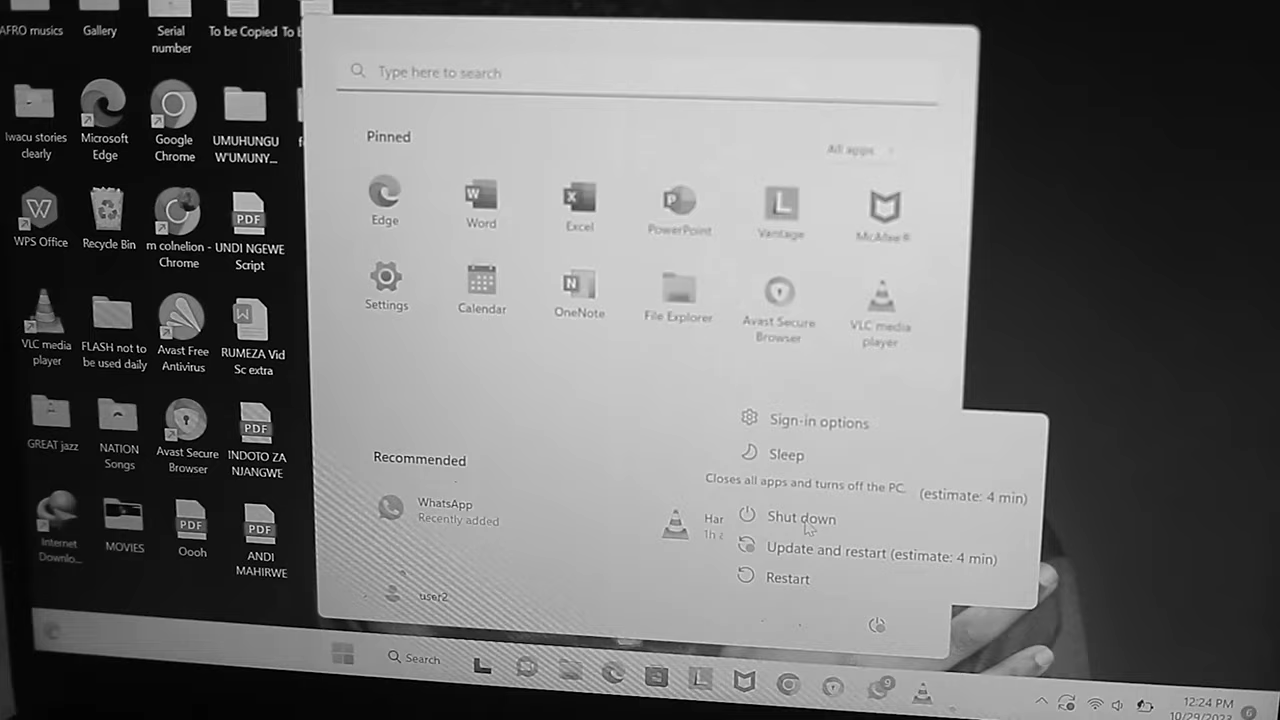 AFRO musics
Gallery
Serial
number
To be Copied
Iwacu stories
clearly
Microsoft
Edge
Google
Chrome
UMUHUNGU
W'UMUNY...
WPS Office
Recycle Bin
m colnelion -
Chrome
UNDI NGEWE
Script
VLC media
player
FLASH not to
be used daily
Avast Free
Antivirus
RUMEZA Vid
Sc extra
GREAT jazz
NATION
Songs
Avast Secure
Browser
INDOTO ZA
NJANGWE
Internet
Downlo...
MOVIES
Oooh
ANDI
MAHIRWE
Type here to search
Pinned
All apps
Edge
Word
Excel
PowerPoint
Vantage
McAfee®
Settings
Calendar
OneNote
File Explorer
Avast Secure
Browser
VLC media
player
Recommended
WhatsApp
Recently added
Har
1h
Sign-in options
Sleep
Closes all apps and turns off the PC. (estimate: 4 min)
Shut down
Update and restart (estimate: 4 min)
Restart
user2
Search
9
12:24 PM
6